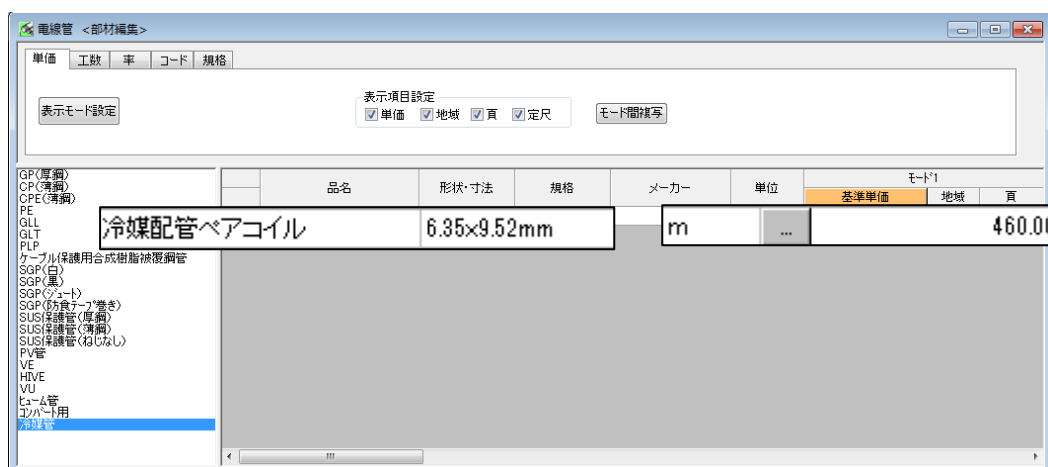 電線管 <部材編集>
単価 工数 率 コード 規格
表示モード設定
表示項目設定
単価 地域 頁 定尺
モード間複写
GP(厚鋼)
CP(薄鋼)
CPE(薄鋼)
PE
GLL
GLT
PLP
ケーブル保護用合成樹脂被覆鋼管
SGP(白)
SGP(黒)
SGP(ジュート)
SGP(防食テープ巻き)
SUS保護管(厚鋼)
SUS保護管(薄鋼)
SUS保護管(ねじなし)
PV管
VE
HIVE
VU
ヒューム管
コンパート用
冷媒管
品名 形状・寸法 規格 メーカー 単位 モード1
基準単価 地域 頁
冷媒配管ペアコイル 6.35×9.52mm m ... 460.00